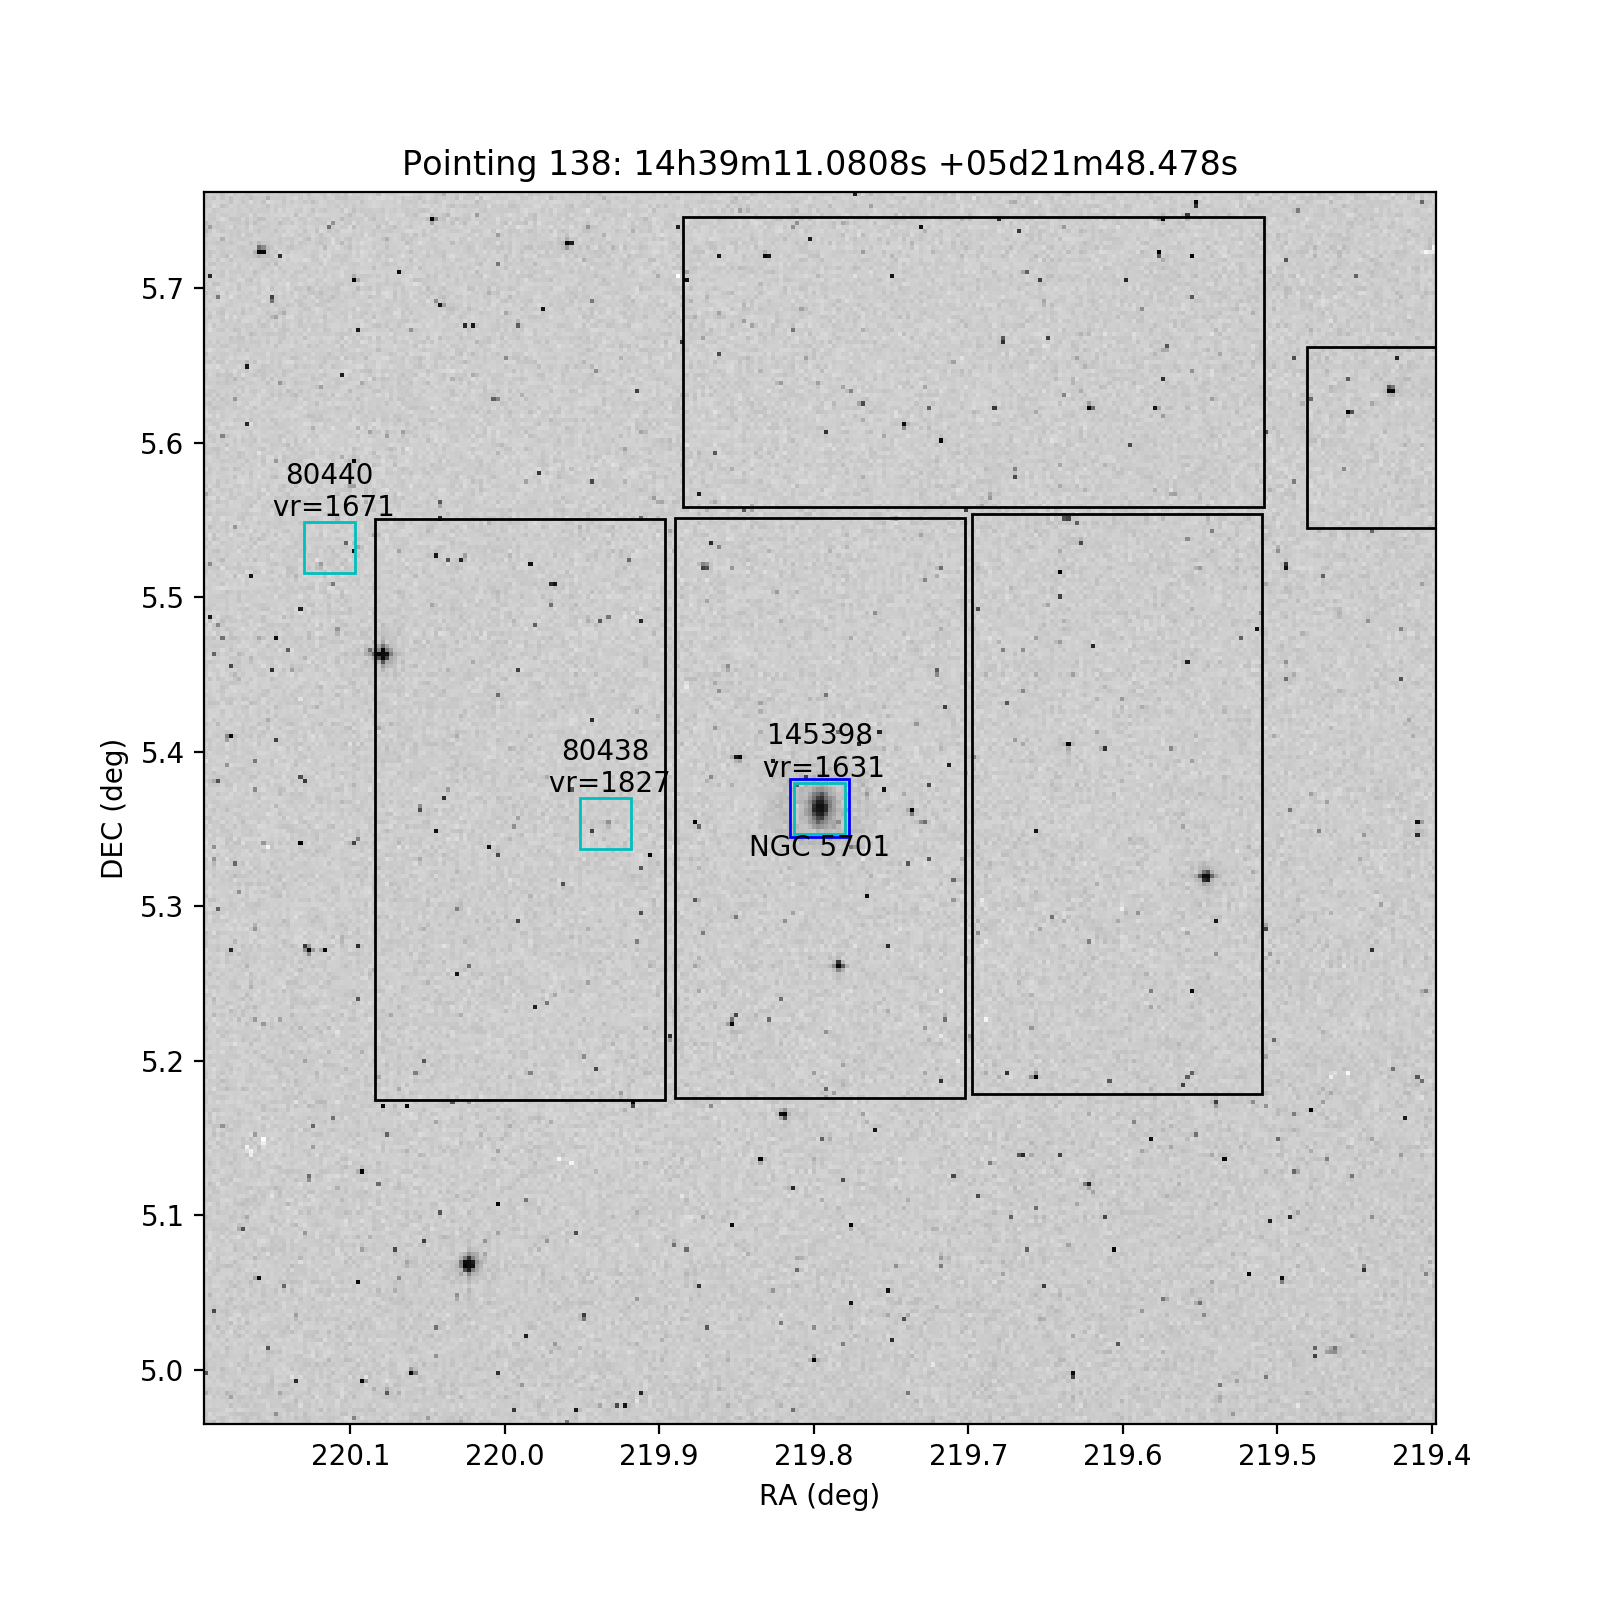 Pointing 138: 14h39m11.0808s +05d21m48.478s
5.7
5.6
5.5
5.4
5.3
5.2
5.1
5.0
DEC (deg)
80440
vr=1671
80438
vr=1827
145398
vr=1631
NGC 5701
220.1 220.0 219.9 219.8 219.7 219.6 219.5 219.4
RA (deg)